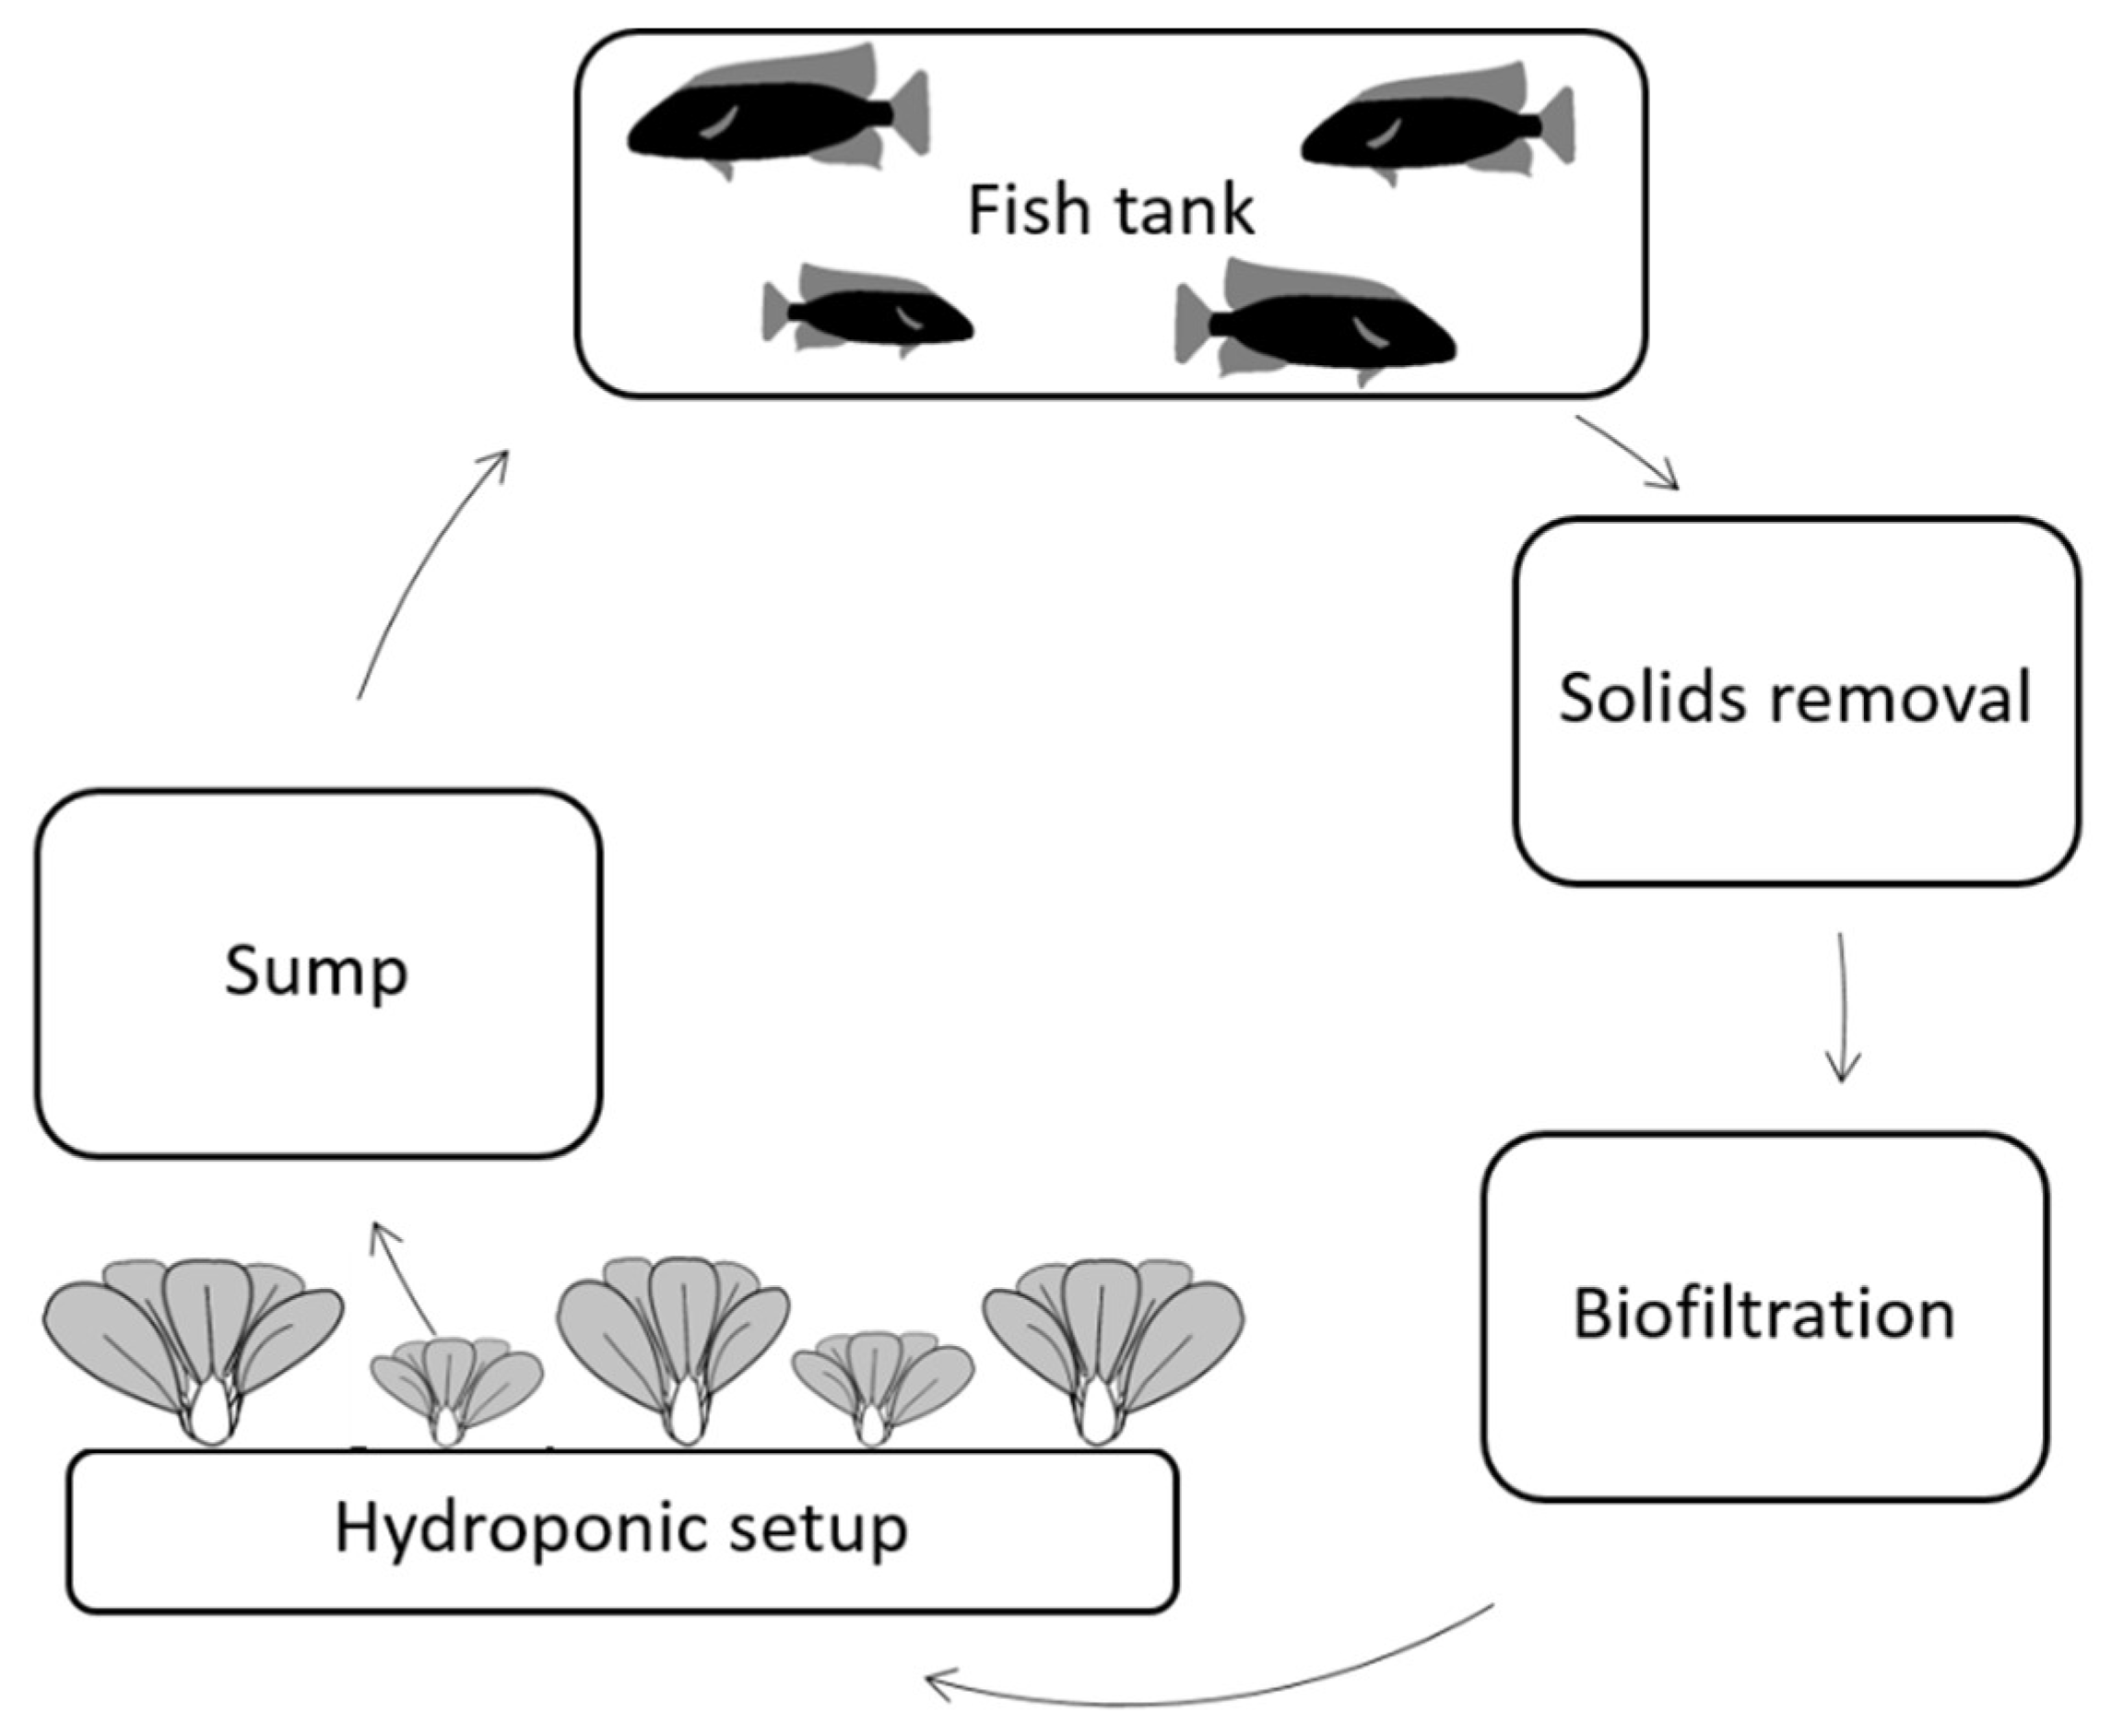 Fish tank
Solids removal
Sump
Biofiltration
Hydroponic setup